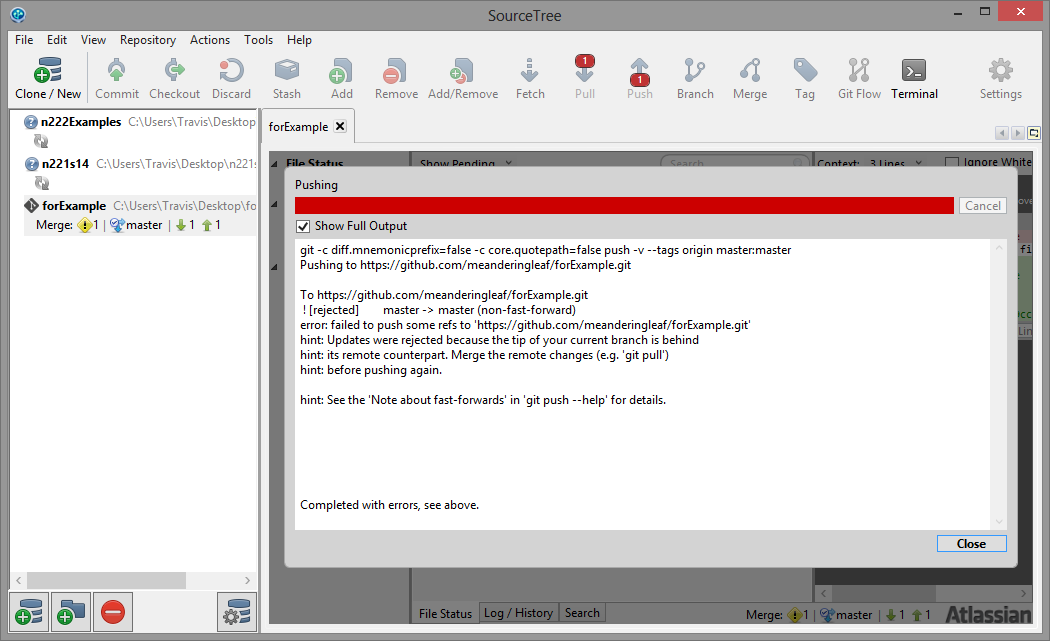 SourceTree
File Edit View Repository Actions Tools Help
1
1
Clone / New Commit Checkout Discard Stash Add Remove Add/Remove Fetch Pull Push Branch Merge Tag Git Flow Terminal Settings
n222Examples C:\Users\Travis\Desktop
n221s14 C:\Users\Travis\Desktop\n221s
forExample C:\Users\Travis\Desktop\fo
Merge: 1 | master | 1 1
forExample
File Status Show Pending Search Context: 3 Lines Ignore White
Pushing
Cancel
Show Full Output
git -c diff.mnemonicprefix=false -c core.quotepath=false push -v --tags origin master:master
Pushing to https://github.com/meanderingleaf/forExample.git
To https://github.com/meanderingleaf/forExample.git
! [rejected] master -> master (non-fast-forward)
error: failed to push some refs to 'https://github.com/meanderingleaf/forExample.git'
hint: Updates were rejected because the tip of your current branch is behind
hint: its remote counterpart. Merge the remote changes (e.g. 'git pull')
hint: before pushing again.
hint: See the 'Note about fast-forwards' in 'git push --help' for details.
Completed with errors, see above.
Close
File Status Log / History Search Merge: 1 | master | 1 1 Atlassian